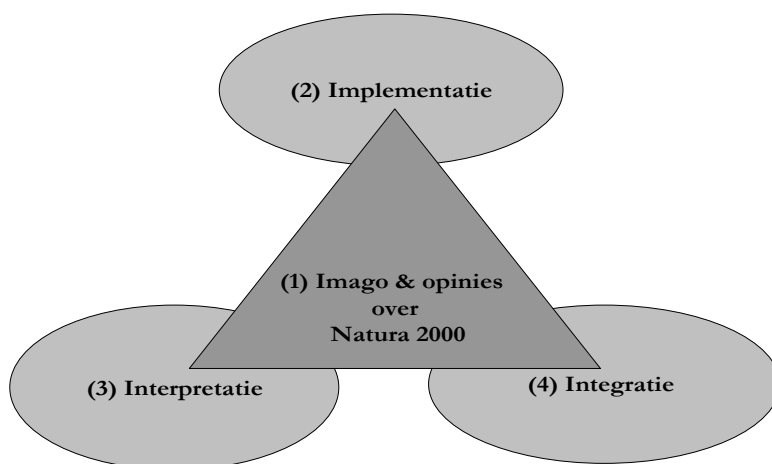 (2) Implementatie
(1) Imago & opinies
over
Natura 2000
(3) Interpretatie
(4) Integratie